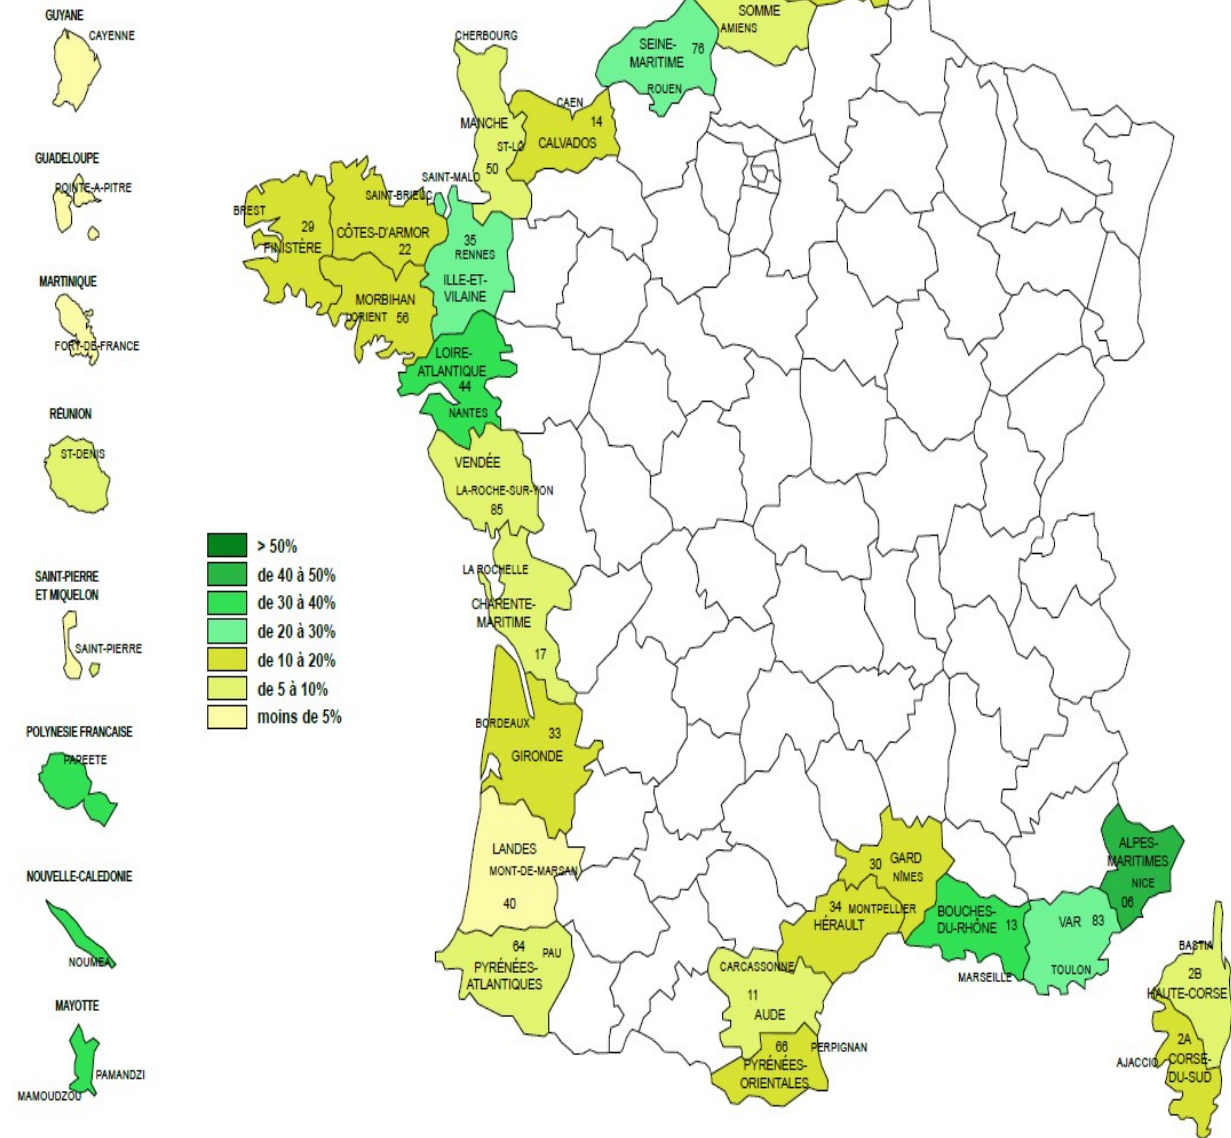 GUYANE
CAYENNE
GUADELOUPE
POINTE-A-PITRE
MARTINIQUE
FORT-DE-FRANCE
RÉUNION
ST-DENIS
SAINT-PIERRE
ET MIQUELON
SAINT-PIERRE
POLYNESIE FRANCAISE
PAPEETE
NOUVELLE-CALEDONIE
NOUMEA
MAYOTTE
PAMANDZI
MAMOUDZOU
> 50%
de 40 à 50%
de 30 à 40%
de 20 à 30%
de 10 à 20%
de 5 à 10%
moins de 5%
SOMME
AMIENS
SEINE-
MARITIME
76
ROUEN
CHERBOURG
MANCHE
ST-LÔ
50
CAEN
14
CALVADOS
SAINT-MALO
SAINT-BRIEUC
BREST
29
FINISTÈRE
CÔTES-D'ARMOR
22
35
RENNES
ILLE-ET-
VILAINE
MORBIHAN
LORIENT 56
LOIRE-
ATLANTIQUE
44
NANTES
VENDÉE
LA-ROCHE-SUR-YON
85
LA ROCHELLE
CHARENTE-
MARITIME
17
BORDEAUX
33
GIRONDE
LANDES
MONT-DE-MARSAN
40
64
PAU
PYRÉNÉES-
ATLANTIQUES
30
GARD
NÎMES
34
MONTPELLIER
HÉRAULT
CARCASSONNE
11
AUDE
66
PERPIGNAN
PYRÉNÉES-
ORIENTALES
BOUCHES-
DU-RHÔNE
13
MARSEILLE
VAR 83
TOULON
ALPES-
MARITIMES
NICE
06
BASTIA
2B
HAUTE-CORSE
2A
AJACCIO
CORSE-
DU-SUD